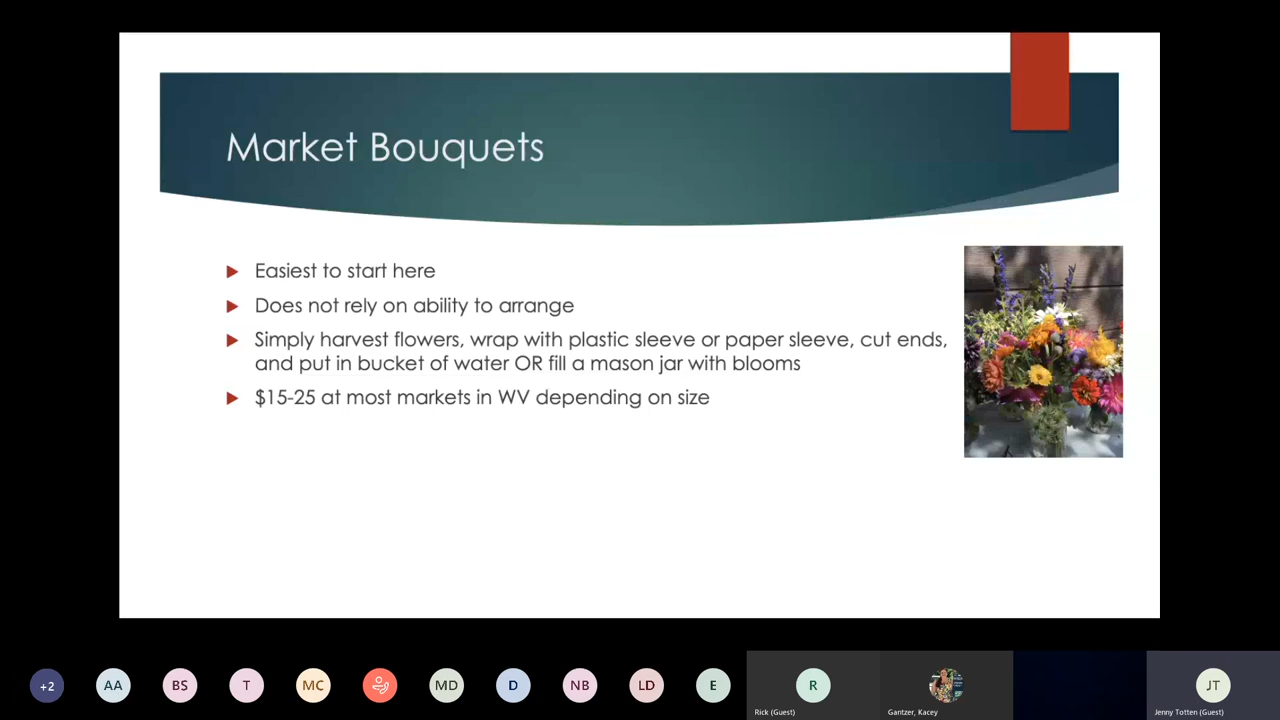 Market Bouquets
Easiest to start here
Does not rely on ability to arrange
Simply harvest flowers, wrap with plastic sleeve or paper sleeve, cut ends,
and put in bucket of water OR fill a mason jar with blooms
$15-25 at most markets in WV depending on size
+2 AA BS T MC MD D NB LD E R JT
Rick (Guest) Gantzer, Kacey Jenny Totten (Guest)